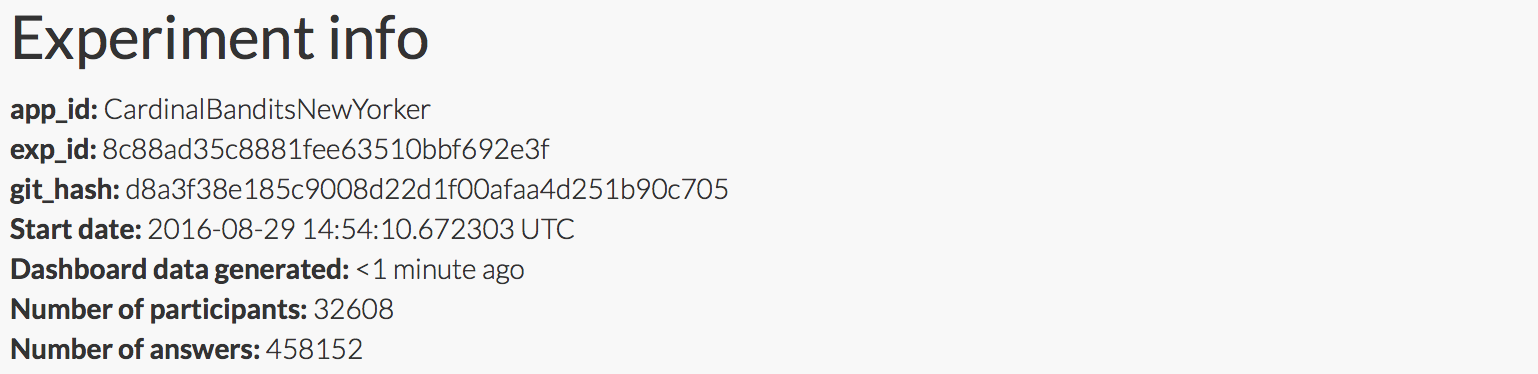 Experiment info
app_id: CardinalBanditsNewYorker
exp_id: 8c88ad35c8881fee63510bbf692e3f
git_hash: d8a3f38e185c9008d22d1f00afaa4d251b90c705
Start date: 2016-08-29 14:54:10.672303 UTC
Dashboard data generated: <1 minute ago
Number of participants: 32608
Number of answers: 458152